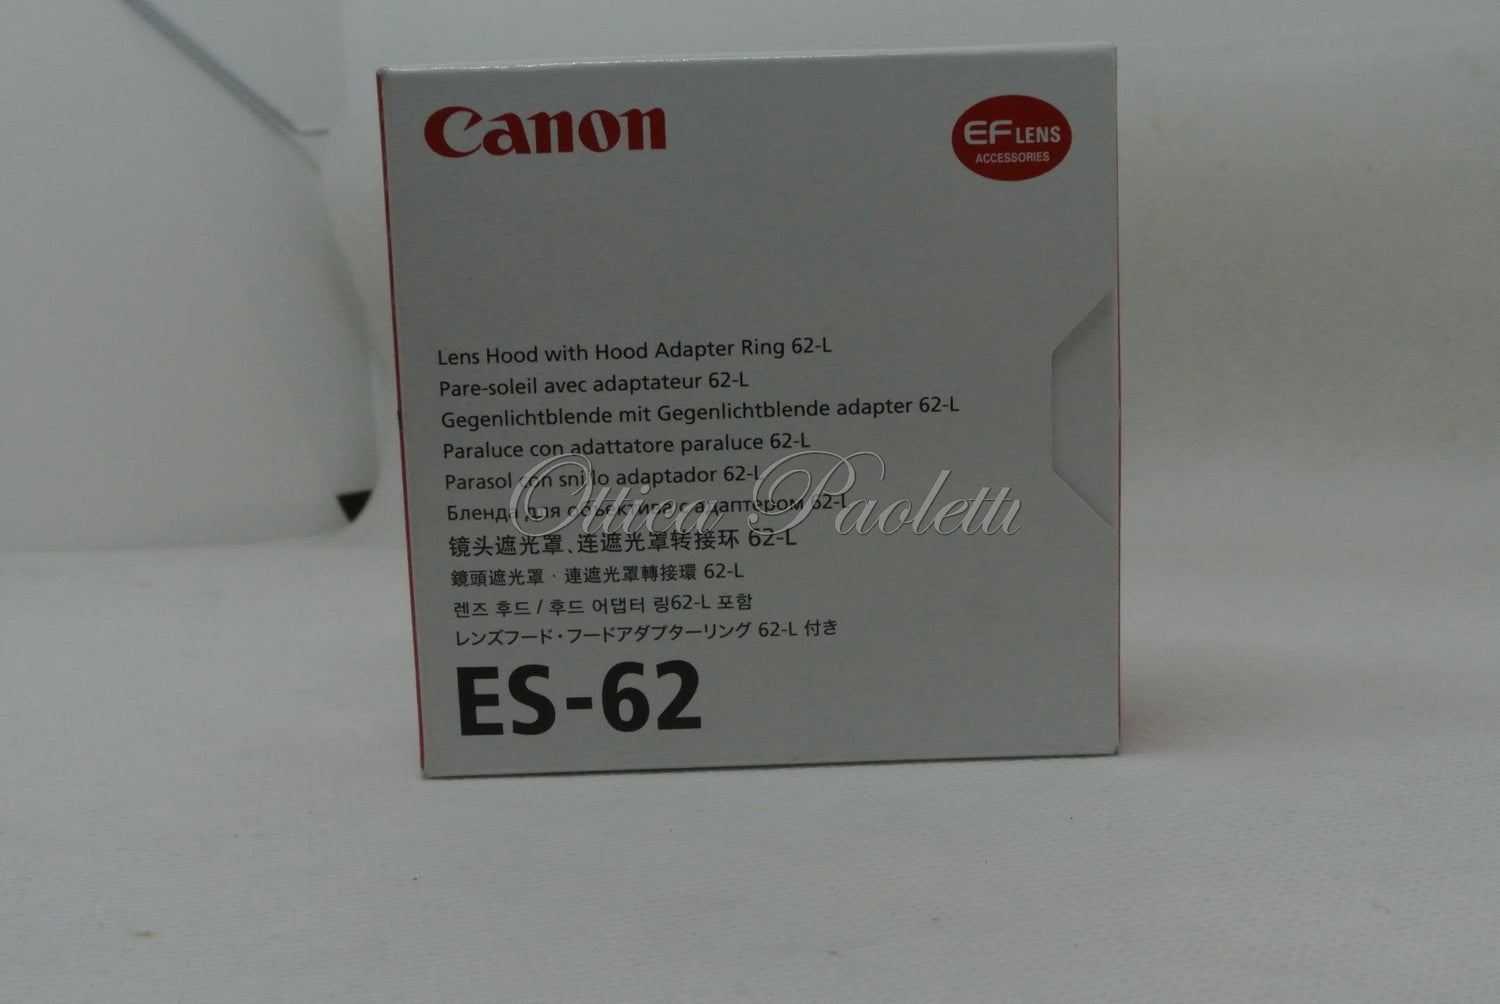 Canon
EF LENS
ACCESSORIES
Lens Hood with Hood Adapter Ring 62-L
Pare-soleil avec adaptateur 62-L
Gegenlichtblende mit Gegenlichtblende adapter 62-L
Paraluce con adattatore paraluce 62-L
Parasol con snillo adaptador 62-L
Бленда для объектива с адаптером 62-L
Ottica Paoletti
镜头遮光罩、连遮光罩转接环 62-L
鏡頭遮光罩 · 連遮光罩轉接環 62-L
렌즈 후드 / 후드 어댑터 링62-L 포함
レンズフード・フードアダプターリング 62-L 付き
ES-62